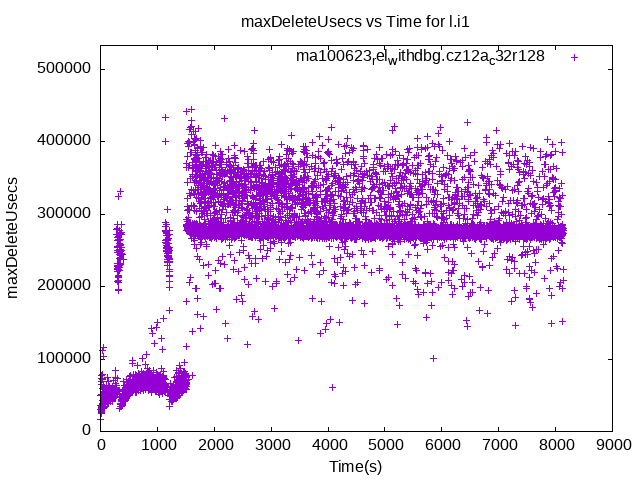 maxDeleteUsecs vs Time for l.i1
ma100623relwithdbg.cz12ac32r128
500000
400000
300000
200000
100000
0
maxDeleteUsecs
0 1000 2000 3000 4000 5000 6000 7000 8000 9000
Time(s)